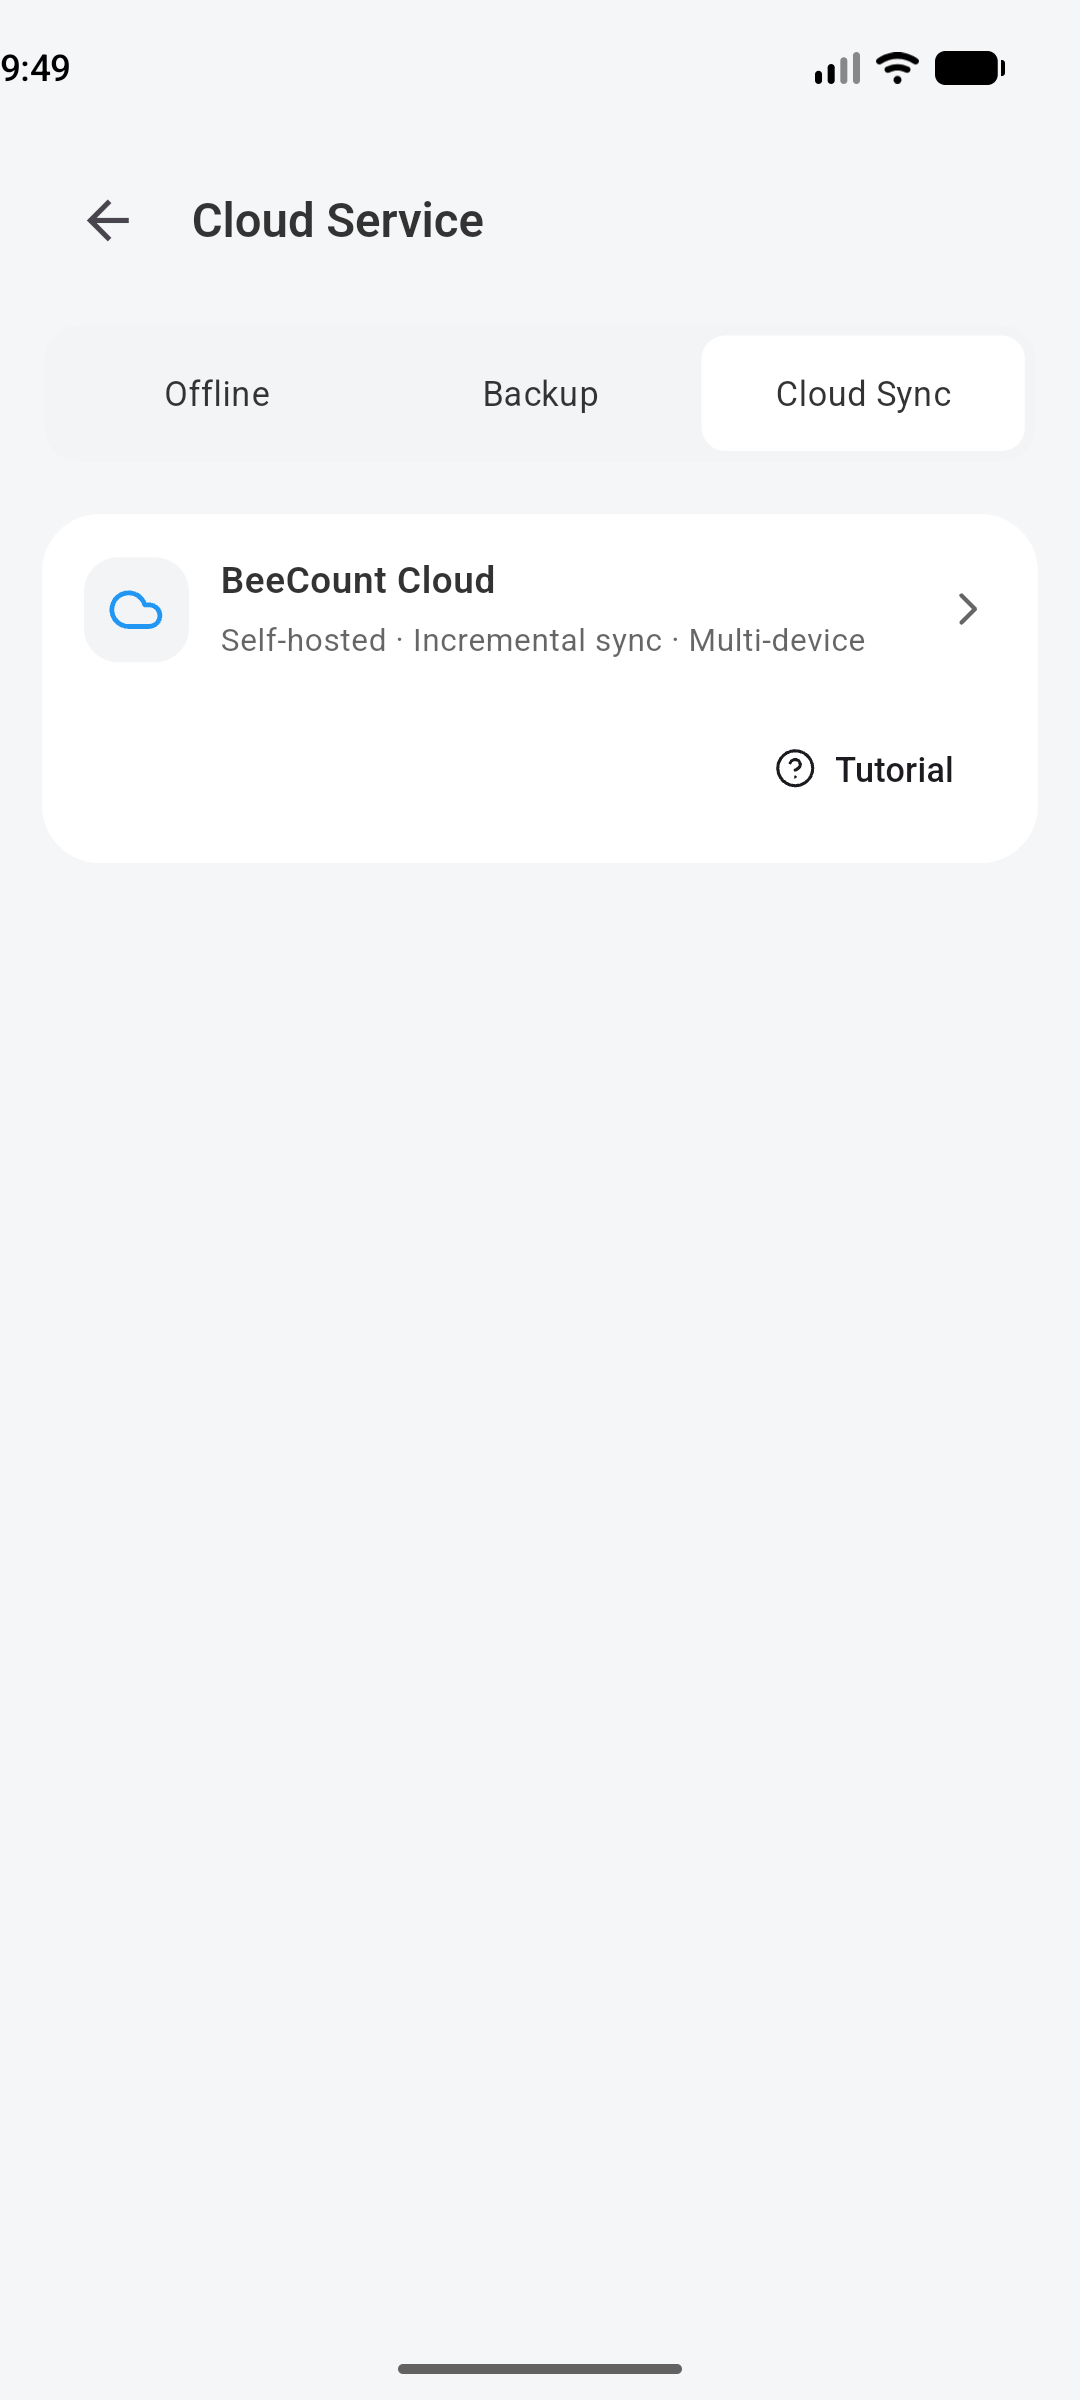 9:49
Cloud Service
Offline
Backup
Cloud Sync
BeeCount Cloud
Self-hosted · Incremental sync · Multi-device
Tutorial